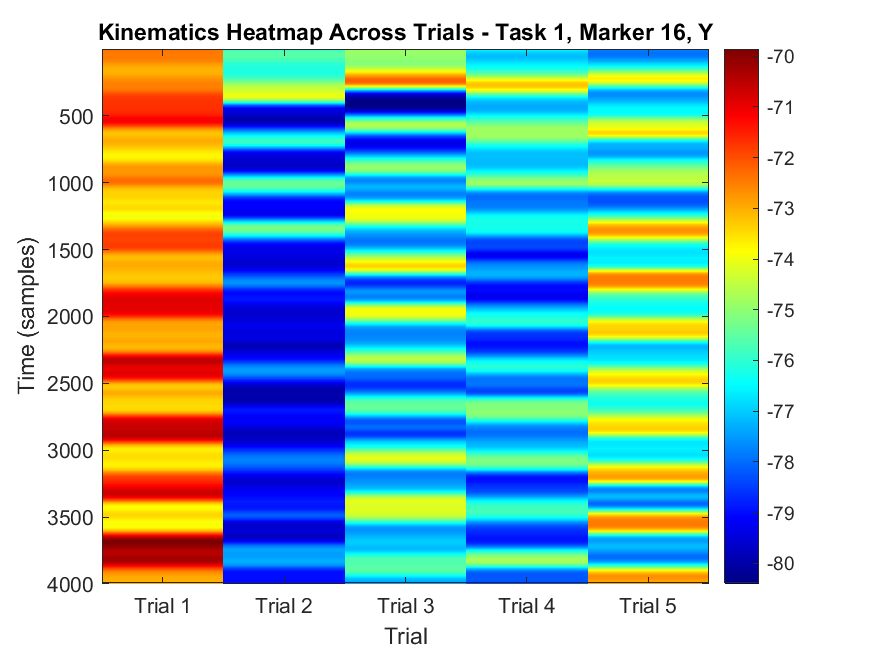 Kinematics Heatmap Across Trials - Task 1, Marker 16, Y
Time (samples)
500
1000
1500
2000
2500
3000
3500
4000
Trial 1
Trial 2
Trial 3
Trial 4
Trial 5
Trial
-70
-71
-72
-73
-74
-75
-76
-77
-78
-79
-80